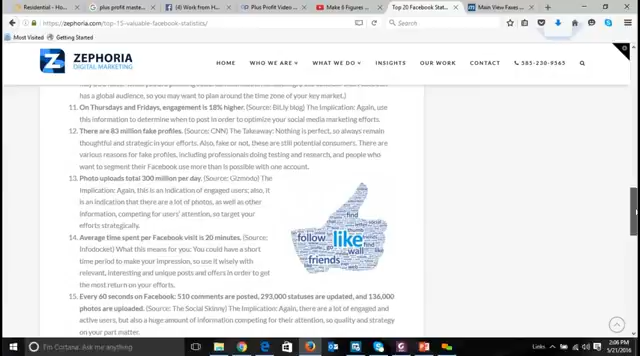 Residential - Ho...
plus profit maste...
Work From H...
Plus Profit Video ...
Make 6 Figures ...
Top 20 Facebook Stat...
Main View Faxes ...
https://zephoria.com/top-15-valuable-facebook-statistics/
Search
Most Visited
Getting Started
ZEPHORIA
DIGITAL MARKETING
HOME
WHO WE ARE
WHAT WE DO
INSIGHTS
OUR WORK
CONTACT
585-230-9565
has a global audience, so you may want to plan around the time zone of your key market.)
11. On Thursdays and Fridays, engagement is 18% higher. (Source: Bit.ly blog) The Implication: Again, use
this information to determine when to post in order to optimize your social media marketing efforts.
12. There are 83 million fake profiles. (Source: CNN) The Takeaway: Nothing is perfect, so always remain
thoughtful and strategic in your efforts. Also, fake or not, these are still potential consumers. There are
various reasons for fake profiles, including professionals doing testing and research, and people who
want to segment their Facebook use more than is possible with one account.
13. Photo uploads total 300 million per day. (Source: Gizmodo) The
Implication: Again, this is an indication of engaged users; also, it
is an indication that there are a lot of photos, as well as other
information, competing for users' attention, so target your
efforts strategically.
14. Average time spent per Facebook visit is 20 minutes. (Source:
Infodocket) What this means for you: You could have a short
time period to make your impression, so use it wisely with
relevant, interesting and unique posts and offers in order to get
the most return on your efforts.
find
follow
like
wall
find
friends
15. Every 60 seconds on Facebook: 510 comments are posted, 293,000 statuses are updated, and 136,000
photos are uploaded. (Source: The Social Skinny) The Implication: Again, there are a lot of engaged and
active users, but also a huge amount of information competing for their attention, so quality and strategy
on your part matter.
I'm Cortana. Ask me anything.
Links
2:06 PM
5/21/2016